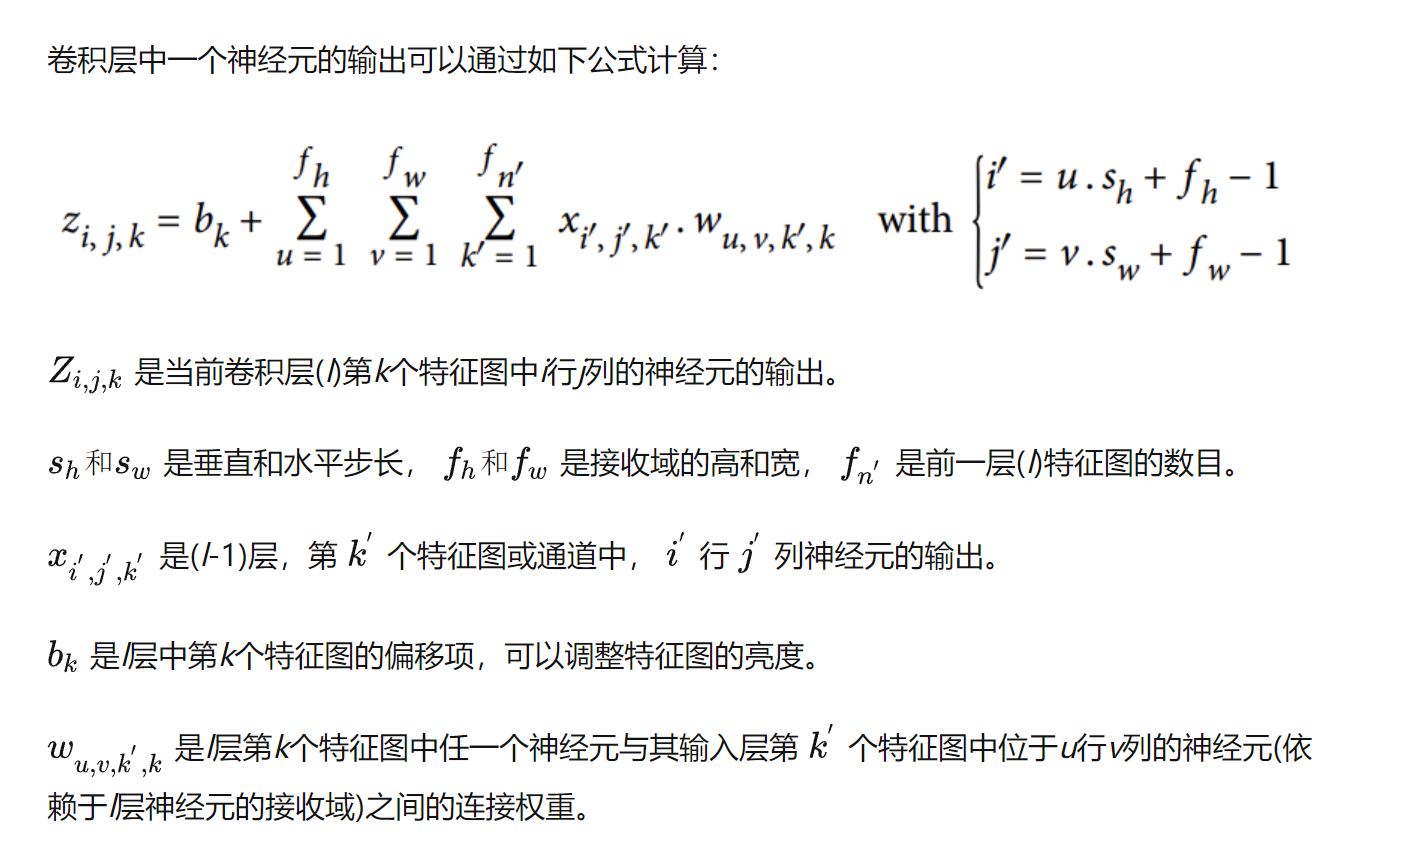 卷积层中一个神经元的输出可以通过如下公式计算：
z_{i, j, k} = b_k + \sum_{u = 1}^{f_h} \sum_{v = 1}^{f_w} \sum_{k' = 1}^{f_{n'}} x_{i', j', k'} . w_{u, v, k', k} with \begin{cases} i' = u . s_h + f_h − 1 \\ j' = v . s_w + f_w − 1 \end{cases}
Z_{i,j,k} 是当前卷积层(l)第k个特征图中i行j列的神经元的输出。
s_h 和 s_w 是垂直和水平步长， f_h 和 f_w 是接收域的高和宽， f_{n'} 是前一层(l)特征图的数目。
x_{i',j',k'} 是(l-1)层，第 k' 个特征图或通道中， i' 行 j' 列神经元的输出。
b_k 是l层中第k个特征图的偏移项，可以调整特征图的亮度。
w_{u,v,k',k} 是l层第k个特征图中任一个神经元与其输入层第 k' 个特征图中位于u行v列的神经元(依
赖于l层神经元的接收域)之间的连接权重。